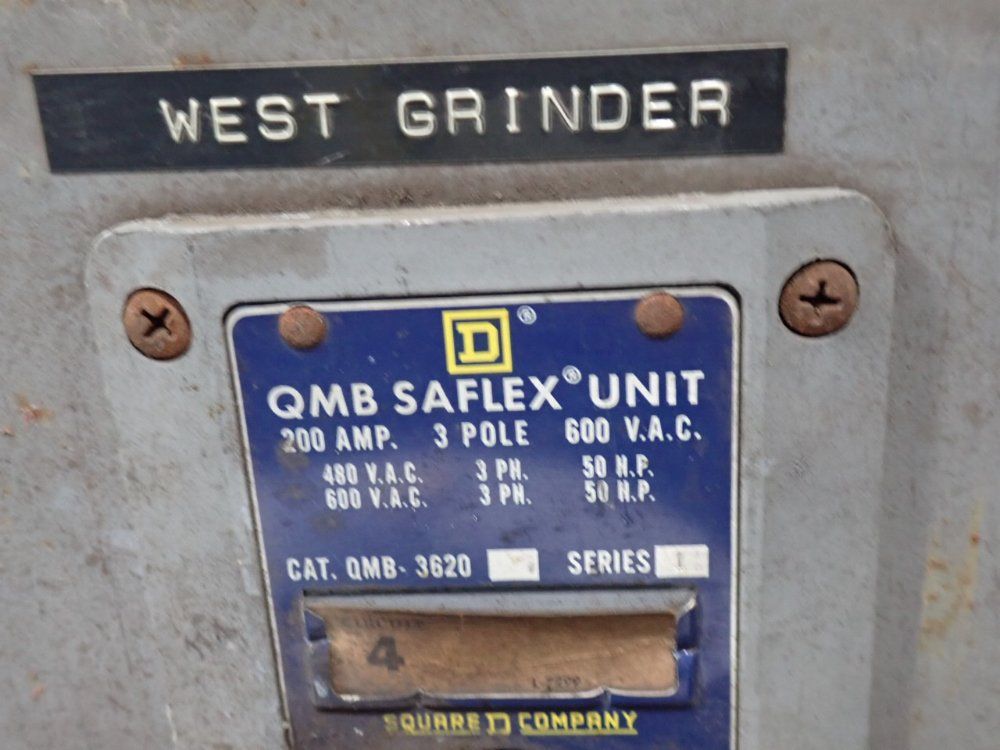 WEST GRINDER
D ®
QMB SAFLEX® UNIT
200 AMP. 3 POLE 600 V.A.C.
480 V.A.C. 3 PH. 50 H.P.
600 V.A.C. 3 PH. 50 H.P.
CAT. QMB- 3620 SERIES 1
4
SQUARE D COMPANY